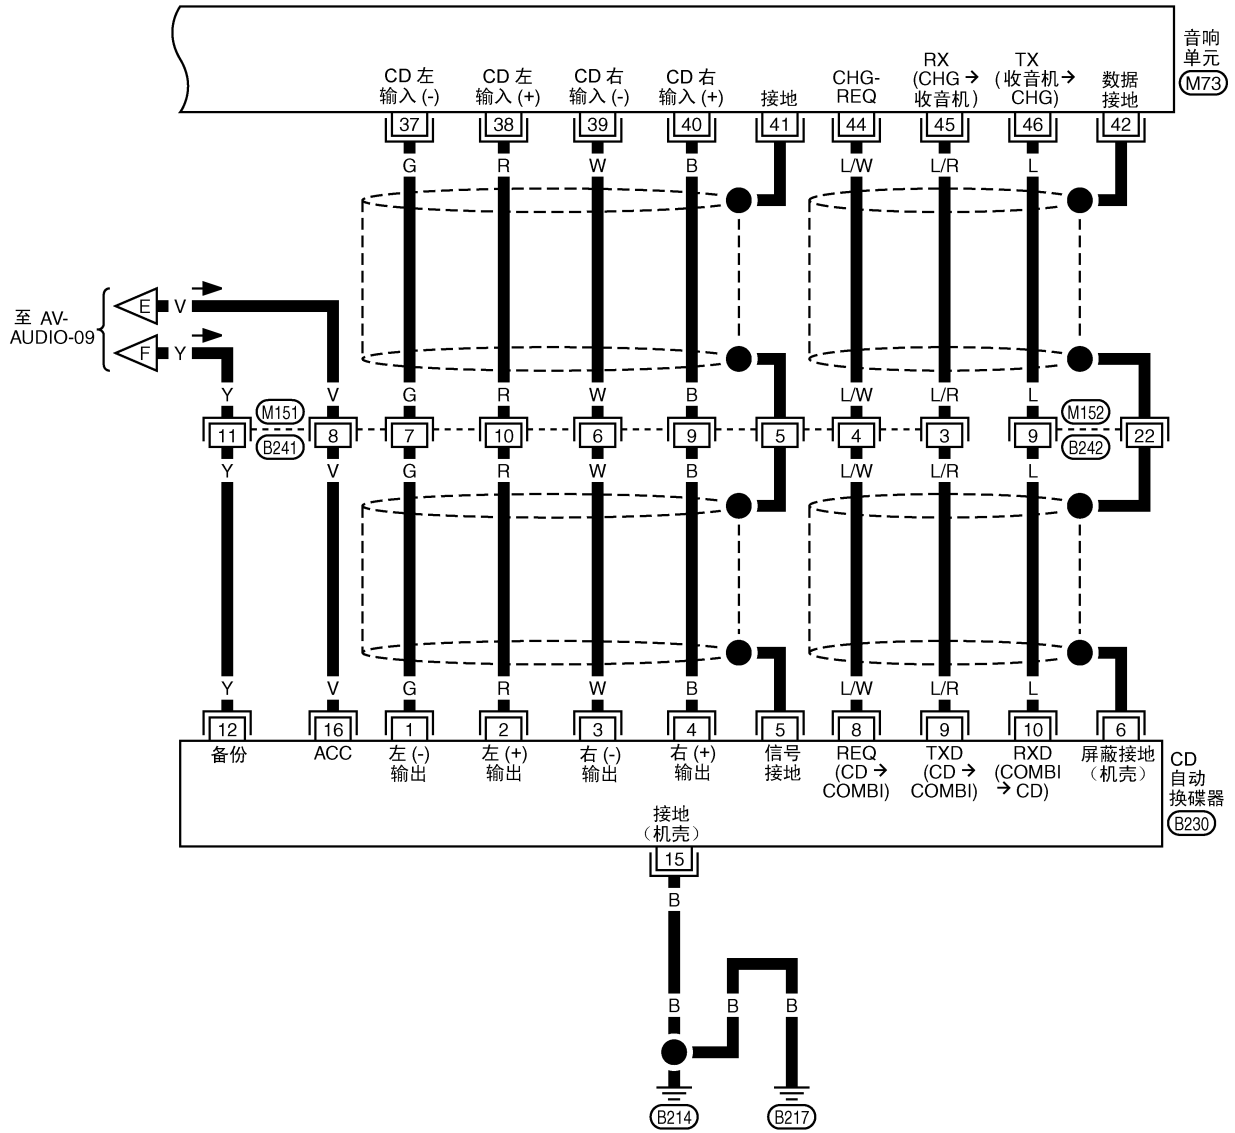 音响
单元
M73
CD 左
输入 (-)
CD 左
输入 (+)
CD 右
输入 (-)
CD 右
输入 (+)
接地
CHG-
REQ
RX
(CHG →
收音机)
TX
(收音机→
CHG)
数据
接地
37 38 39 40 41 44 45 46 42
G R W B L/W L/R L
至 AV-
AUDIO-09
E V
F Y
Y V G R W B L/W L/R L
M151
M152
11 8 7 10 6 9 5 4 3 9 22
B241
B242
Y V G R W B L/W L/R L
Y V G R W B L/W L/R L
12 16 1 2 3 4 5 8 9 10 6
备份
ACC
左 (-)
输出
左 (+)
输出
右 (-)
输出
右 (+)
输出
信号
接地
REQ
(CD →
COMBI)
TXD
(CD →
COMBI)
RXD
(COMBI
→ CD)
屏蔽接地
（机壳）
CD
自动
换碟器
B230
接地
（机壳）
15
B
B B B
B214
B217